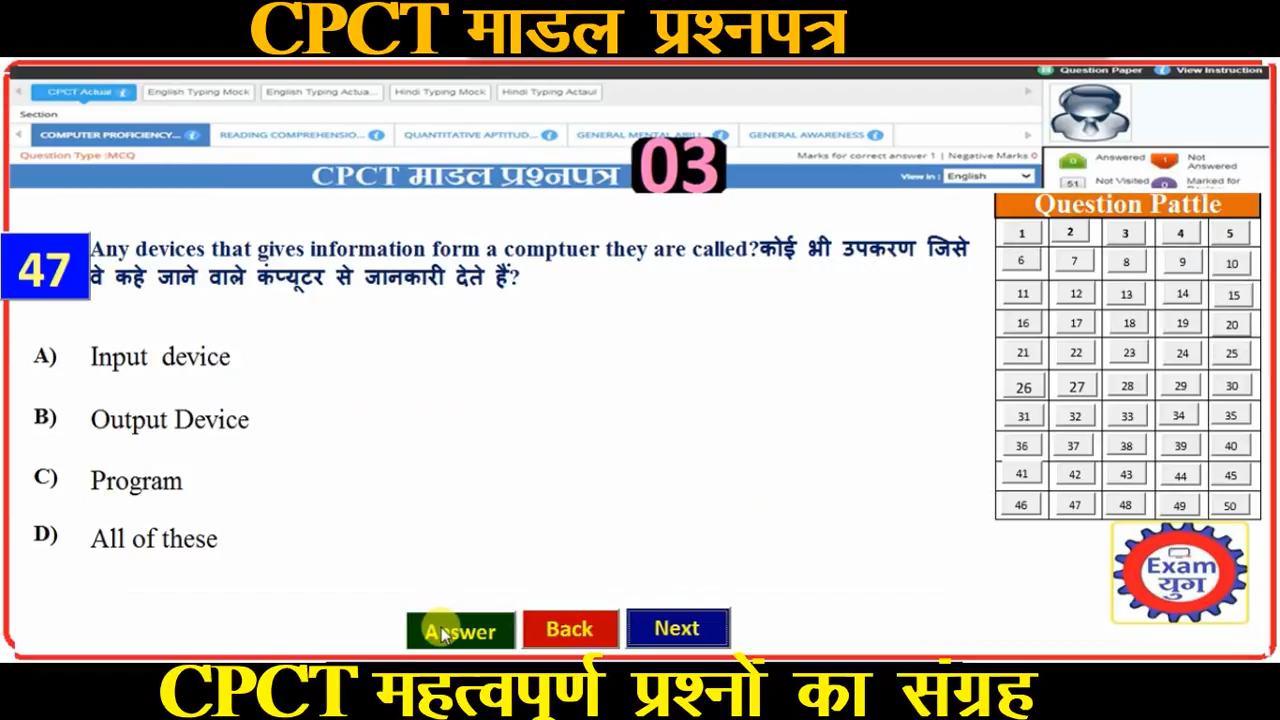 CPCT माडल प्रश्नपत्र
Question Paper View Instruction
CPCT Actual English Typing Mock English Typing Actua... Hindi Typing Mock Hindi Typing Actaul
Section
COMPUTER PROFICIENCY... READING COMPREHENSIO... QUANTITATIVE APTITUD... GENERAL MENTAL ABILI... GENERAL AWARENESS
Question Type :MCQ Marks for correct answer 1 | Negative Marks 0
CPCT माडल प्रश्नपत्र 03 View in : English
0 Answered 1 Not Answered
51 Not Visited 0 Marked for
Question Pattle
1 2 3 4 5
6 7 8 9 10
11 12 13 14 15
16 17 18 19 20
21 22 23 24 25
26 27 28 29 30
31 32 33 34 35
36 37 38 39 40
41 42 43 44 45
46 47 48 49 50
47 Any devices that gives information form a comptuer they are called?कोई भी उपकरण जिसे
वे कहे जाने वाले कंप्यूटर से जानकारी देते हैं?
A) Input device
B) Output Device
C) Program
D) All of these
Exam
युग
Answer Back Next
CPCT महत्वपूर्ण प्रश्नों का संग्रह